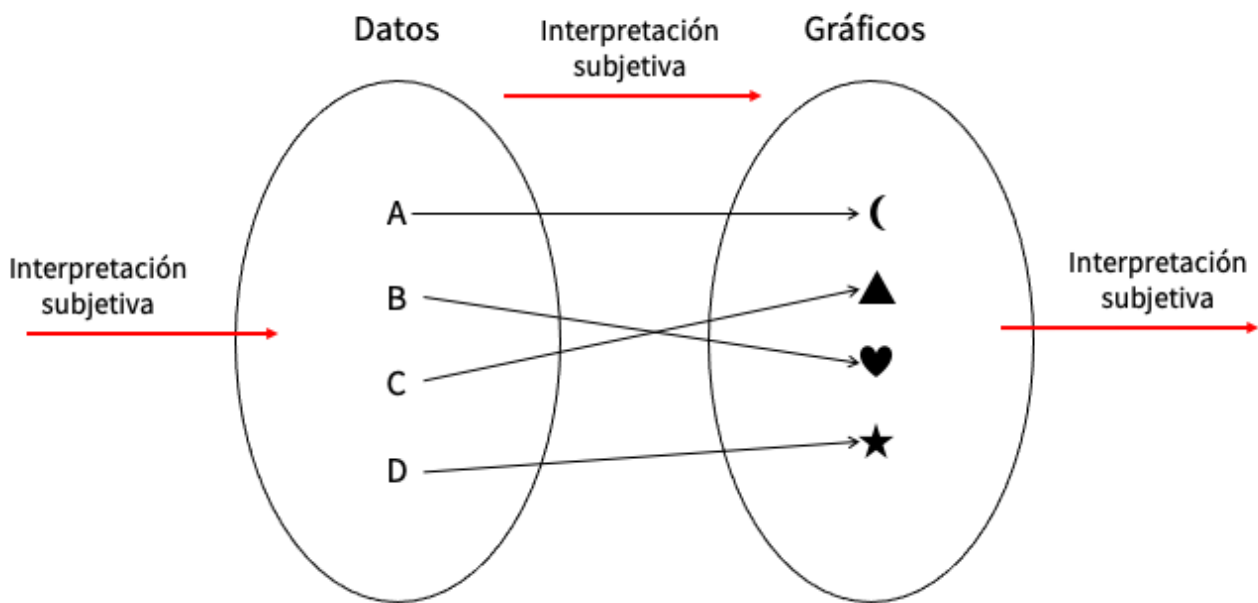 Datos
Interpretación
subjetiva
Gráficos
Interpretación
subjetiva
A
B
C
D
Interpretación
subjetiva